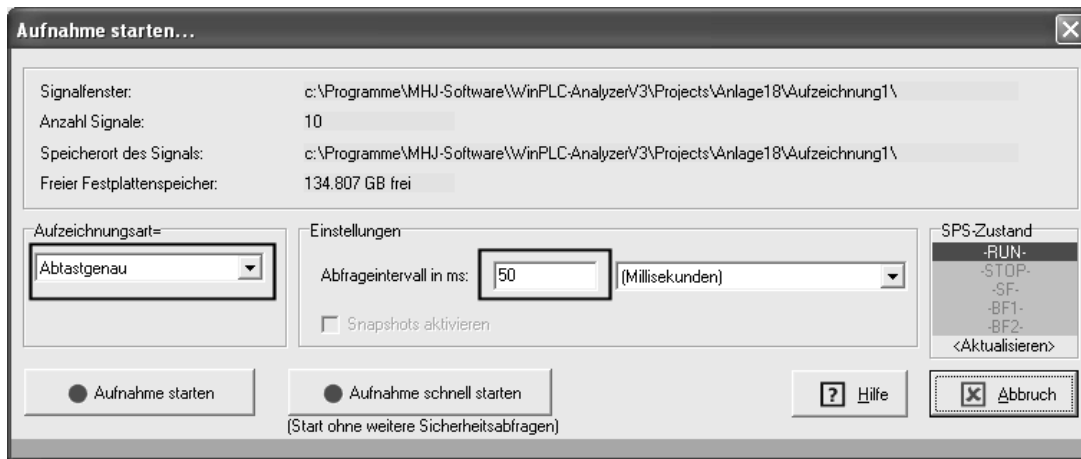 Aufnahme starten...
Signalfenster: c:\Programme\MHJ-Software\WinPLC-AnalyzerV3\Projects\Anlage18\Aufzeichnung1\
Anzahl Signale: 10
Speicherort des Signals: c:\Programme\MHJ-Software\WinPLC-AnalyzerV3\Projects\Anlage18\Aufzeichnung1\
Freier Festplattenspeicher: 134.807 GB frei
Aufzeichnungsart=
Abtastgenau
Einstellungen
Abfrageintervall in ms: 50 (Millisekunden)
Snapshots aktivieren
SPS-Zustand
-RUN-
-STOP-
-SF-
-BF1-
-BF2-
<Aktualisieren>
Aufnahme starten
Aufnahme schnell starten
(Start ohne weitere Sicherheitsabfragen)
? Hilfe
Abbruch